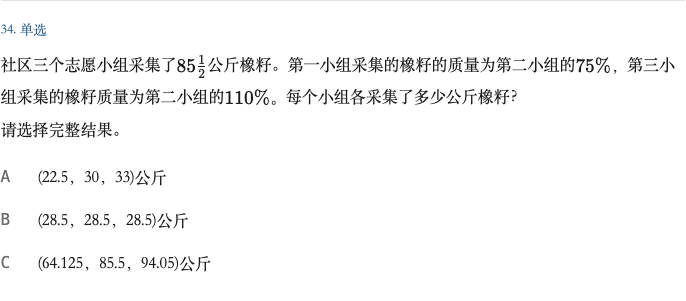 34. 单选
社区三个志愿小组采集了85\frac{1}{2}公斤橡籽。第一小组采集的橡籽的质量为第二小组的75%，第三小
组采集的橡籽质量为第二小组的110%。每个小组各采集了多少公斤橡籽?
请选择完整结果。
A (22.5，30，33)公斤
B (28.5，28.5，28.5)公斤
C (64.125，85.5，94.05)公斤